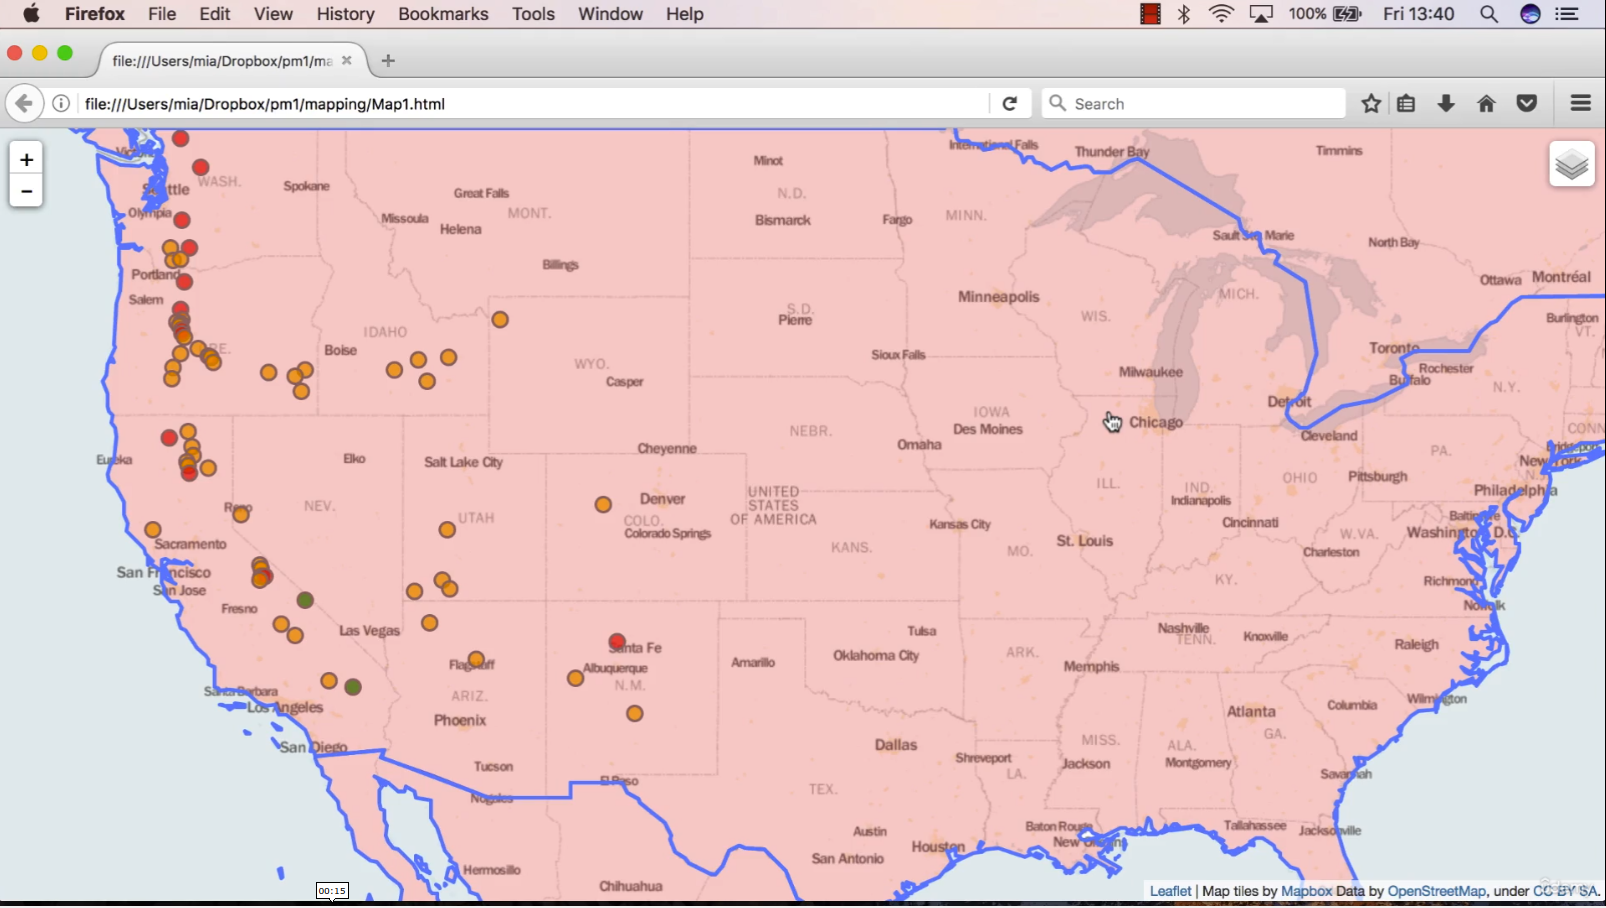 Firefox File Edit View History Bookmarks Tools Window Help 100% Fri 13:40
file:///Users/mia/Dropbox/pm1/ma
file:///Users/mia/Dropbox/pm1/mapping/Map1.html Search
+
−
International Falls
Thunder Bay
Timmins
Minot
WASH.
Spokane
Great Falls
N.D.
Olympia
Missoula
MONT.
Bismarck
Fargo
MINN.
Helena
Sault Ste Marie
North Bay
Portland
Billings
Ottawa
Montréal
Salem
Minneapolis
MICH.
S.D.
Pierre
WIS.
Burlington
VT.
IDAHO
Boise
Sioux Falls
Toronto
WYO.
Casper
Milwaukee
Rochester
Buffalo
N.Y.
Detroit
IOWA
Des Moines
Chicago
CONN
NEBR.
Omaha
Cleveland
Eureka
Elko
Salt Lake City
Cheyenne
PA.
New York
Pittsburgh
OHIO
ILL.
IND.
Indianapolis
Philadelphia
Denver
UNITED
STATES
OF AMERICA
Reno
NEV.
UTAH
COLO.
Colorado Springs
Kansas City
Cincinnati
Baltimore
W.VA.
Washington, D.C.
Sacramento
KANS.
MO.
St. Louis
Charleston
San Francisco
San Jose
KY.
Richmond
Norfolk
Fresno
Las Vegas
Tulsa
Nashville
TENN.
Knoxville
Raleigh
Santa Fe
Flagstaff
Albuquerque
N.M.
Amarillo
Oklahoma City
ARK.
Memphis
Santa Barbara
Los Angeles
ARIZ.
Phoenix
Wilmington
Columbia
Atlanta
GA.
San Diego
Dallas
Shreveport
LA.
MISS.
Jackson
ALA.
Montgomery
Tucson
El Paso
Savannah
Nogales
TEX.
Austin
Baton Rouge
New Orleans
Tallahassee
Jacksonville
Houston
San Antonio
Hermosillo
Chihuahua
00:15
Leaflet | Map tiles by Mapbox Data by OpenStreetMap, under CC BY SA.